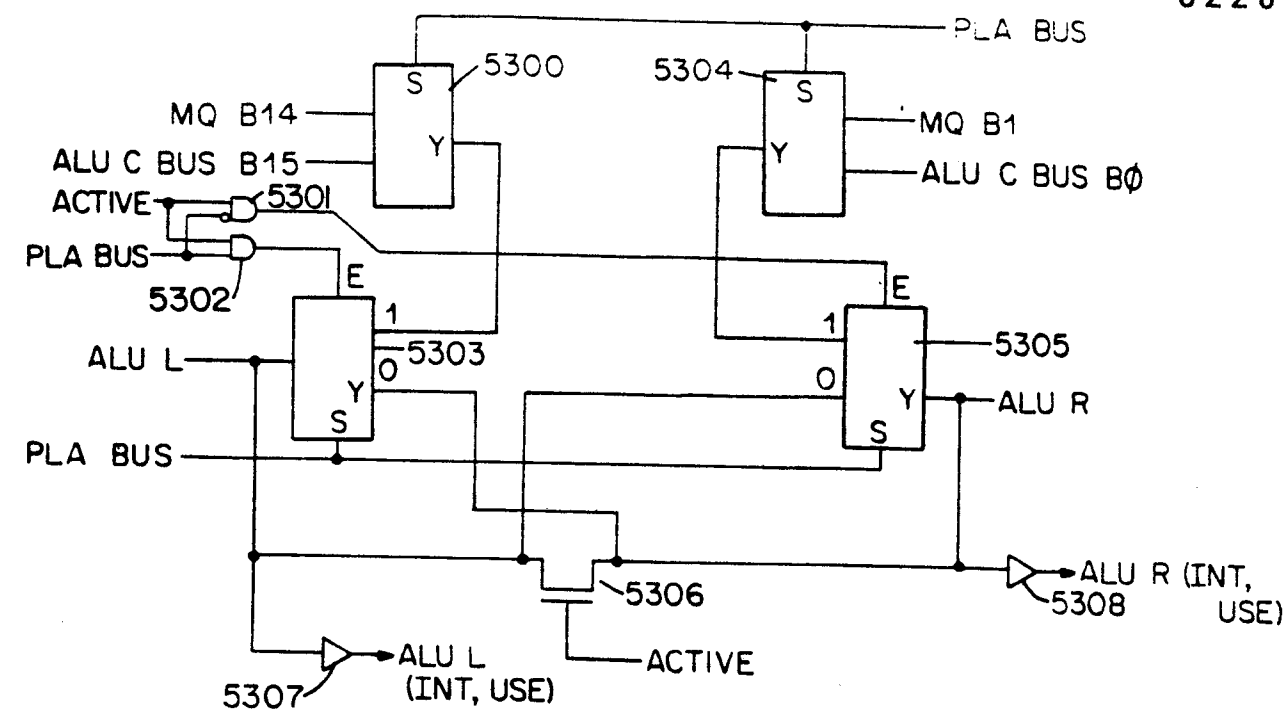 PLA BUS
S
5300
5304
S
MQ B14
Y
MQ B1
ALU C BUS B15
Y
ALU C BUS BØ
ACTIVE
5301
PLA BUS
5302
E
E
1
1
ALU L
5303
5305
0
0
Y
Y
ALU R
S
S
PLA BUS
5306
5308
ALU R (INT,
USE)
ACTIVE
5307
ALU L
(INT, USE)